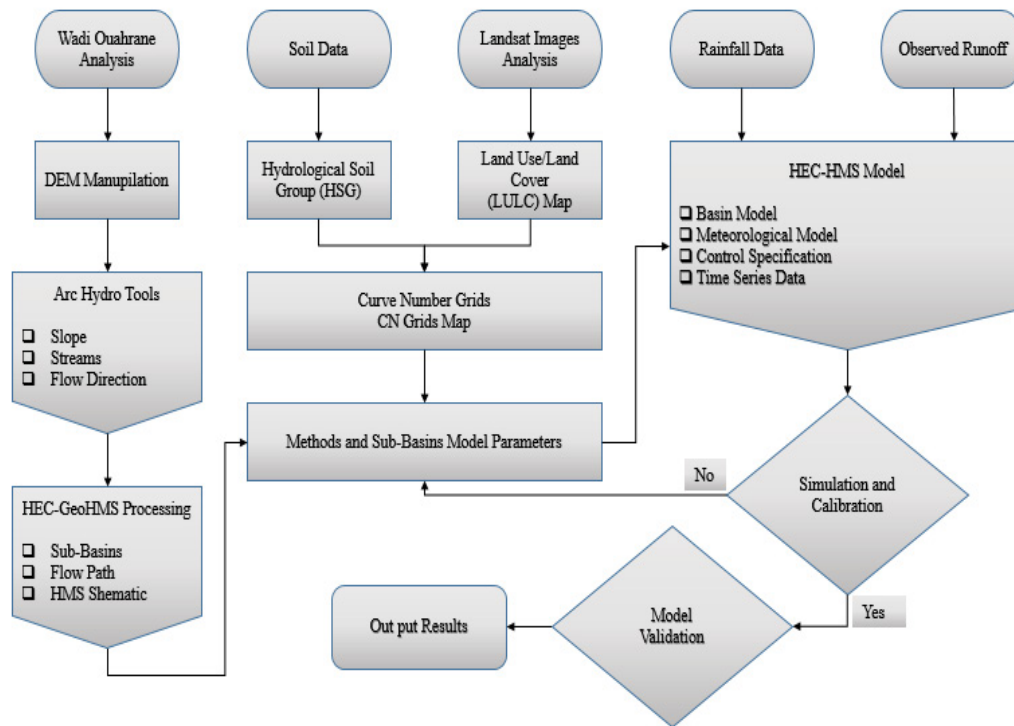 Wadi Ouahrane
Analysis
Soil Data
Landsat Images
Analysis
Rainfall Data
Observed Runoff
DEM Manupilation
Hydrological Soil
Group (HSG)
Land Use/Land
Cover
(LULC) Map
HEC-HMS Model
Basin Model
Meteorological Model
Control Specification
Time Series Data
Arc Hydro Tools
Slope
Streams
Flow Direction
Curve Number Grids
CN Grids Map
Methods and Sub-Basins Model Parameters
No
Simulation and
Calibration
HEC-GeoHMS Processing
Sub-Basins
Flow Path
HMS Shematic
Yes
Model
Validation
Out put Results